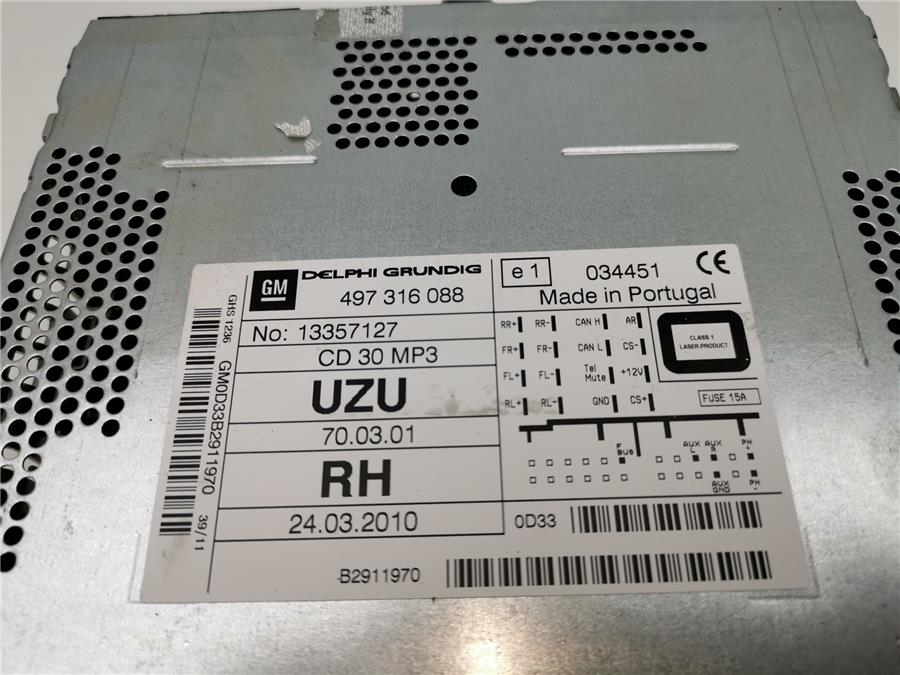 GM DELPHI GRUNDIG
497 316 088
No: 13357127
CD 30 MP3
UZU
70.03.01
RH
24.03.2010
-B2911970
e1 034451 CE
Made in Portugal
RR+ RR- CAN H AR
FR+ FR- CAN L CS-
FL+ FL- Tel Mute +12V
RL+ RL- GND CS+
CLASS 1
LASER PRODUCT
FUSE 15A
F BUS
AUX L AUX R PH +
AUX GND PH -
0D33
GHS 1236
GM0D33B2911970
39/11